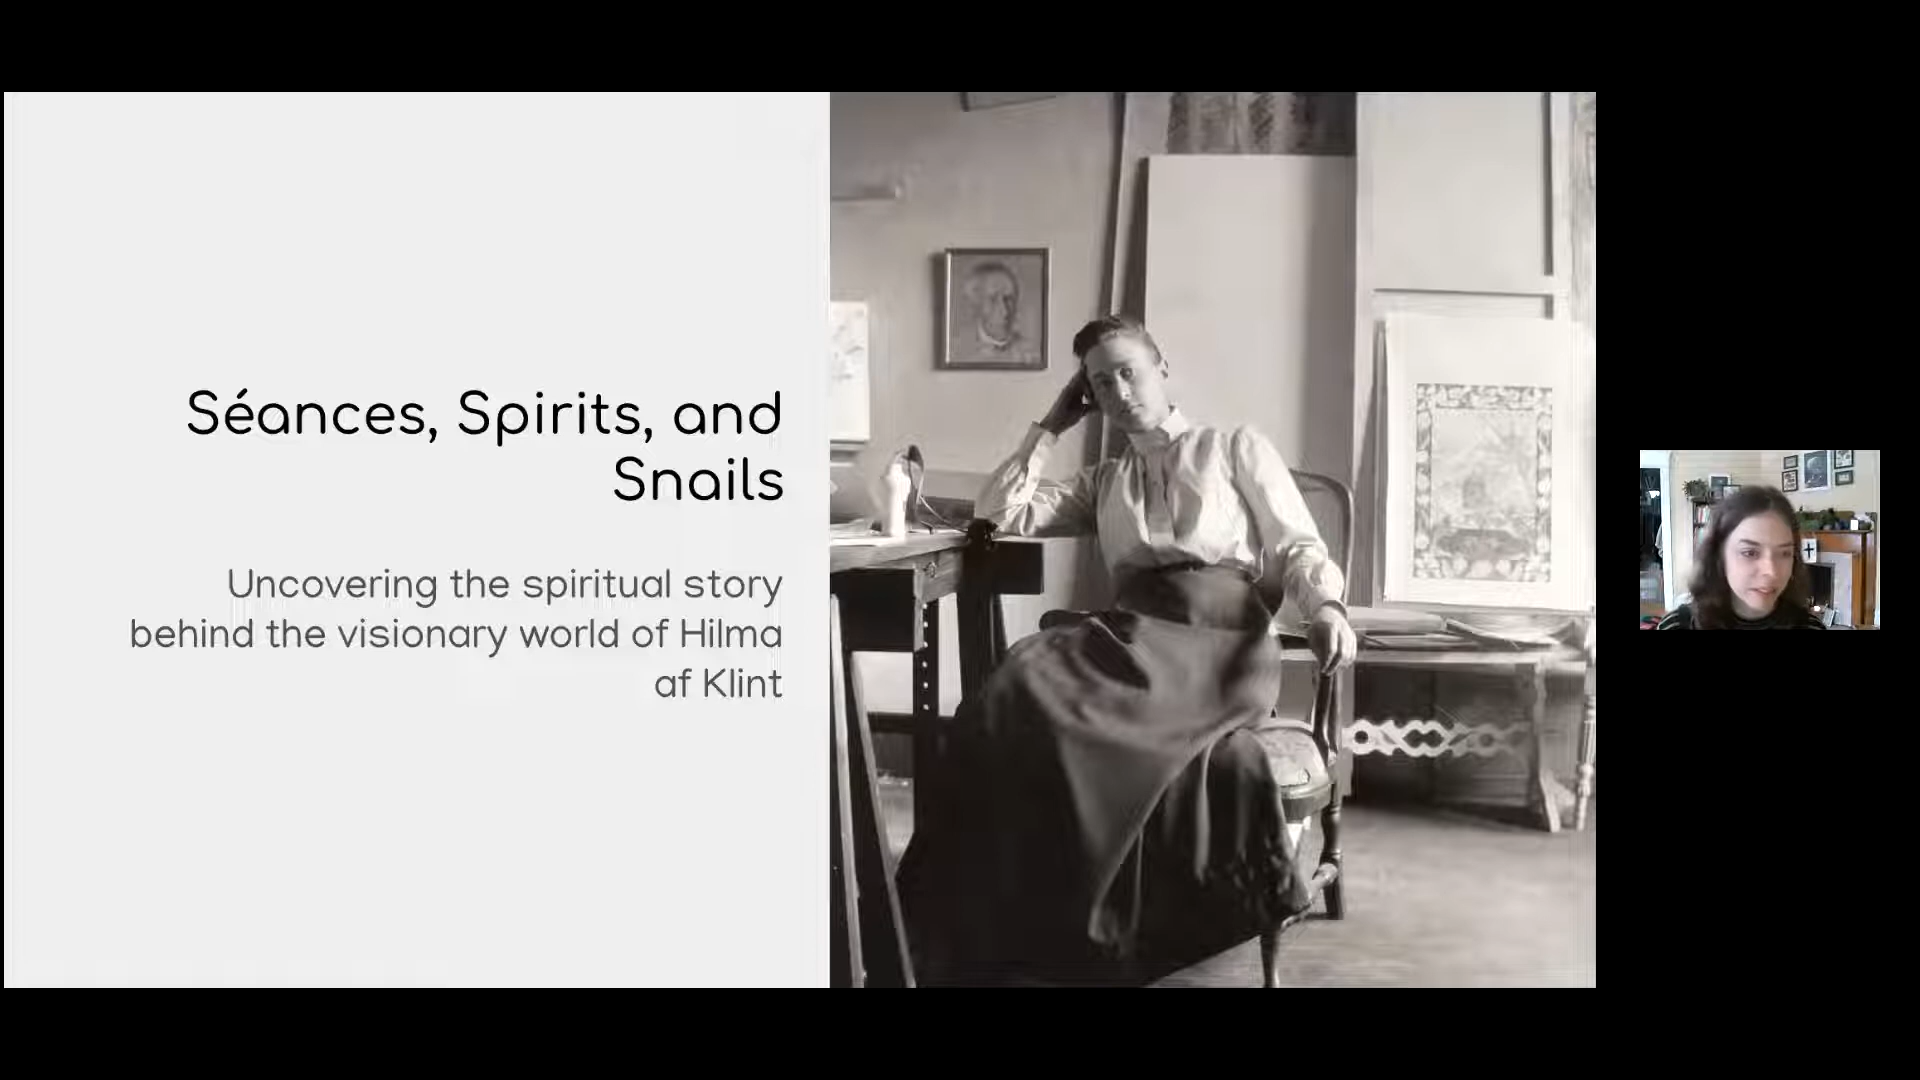 Séances, Spirits, and
Snails
Uncovering the spiritual story
behind the visionary world of Hilma
af Klint